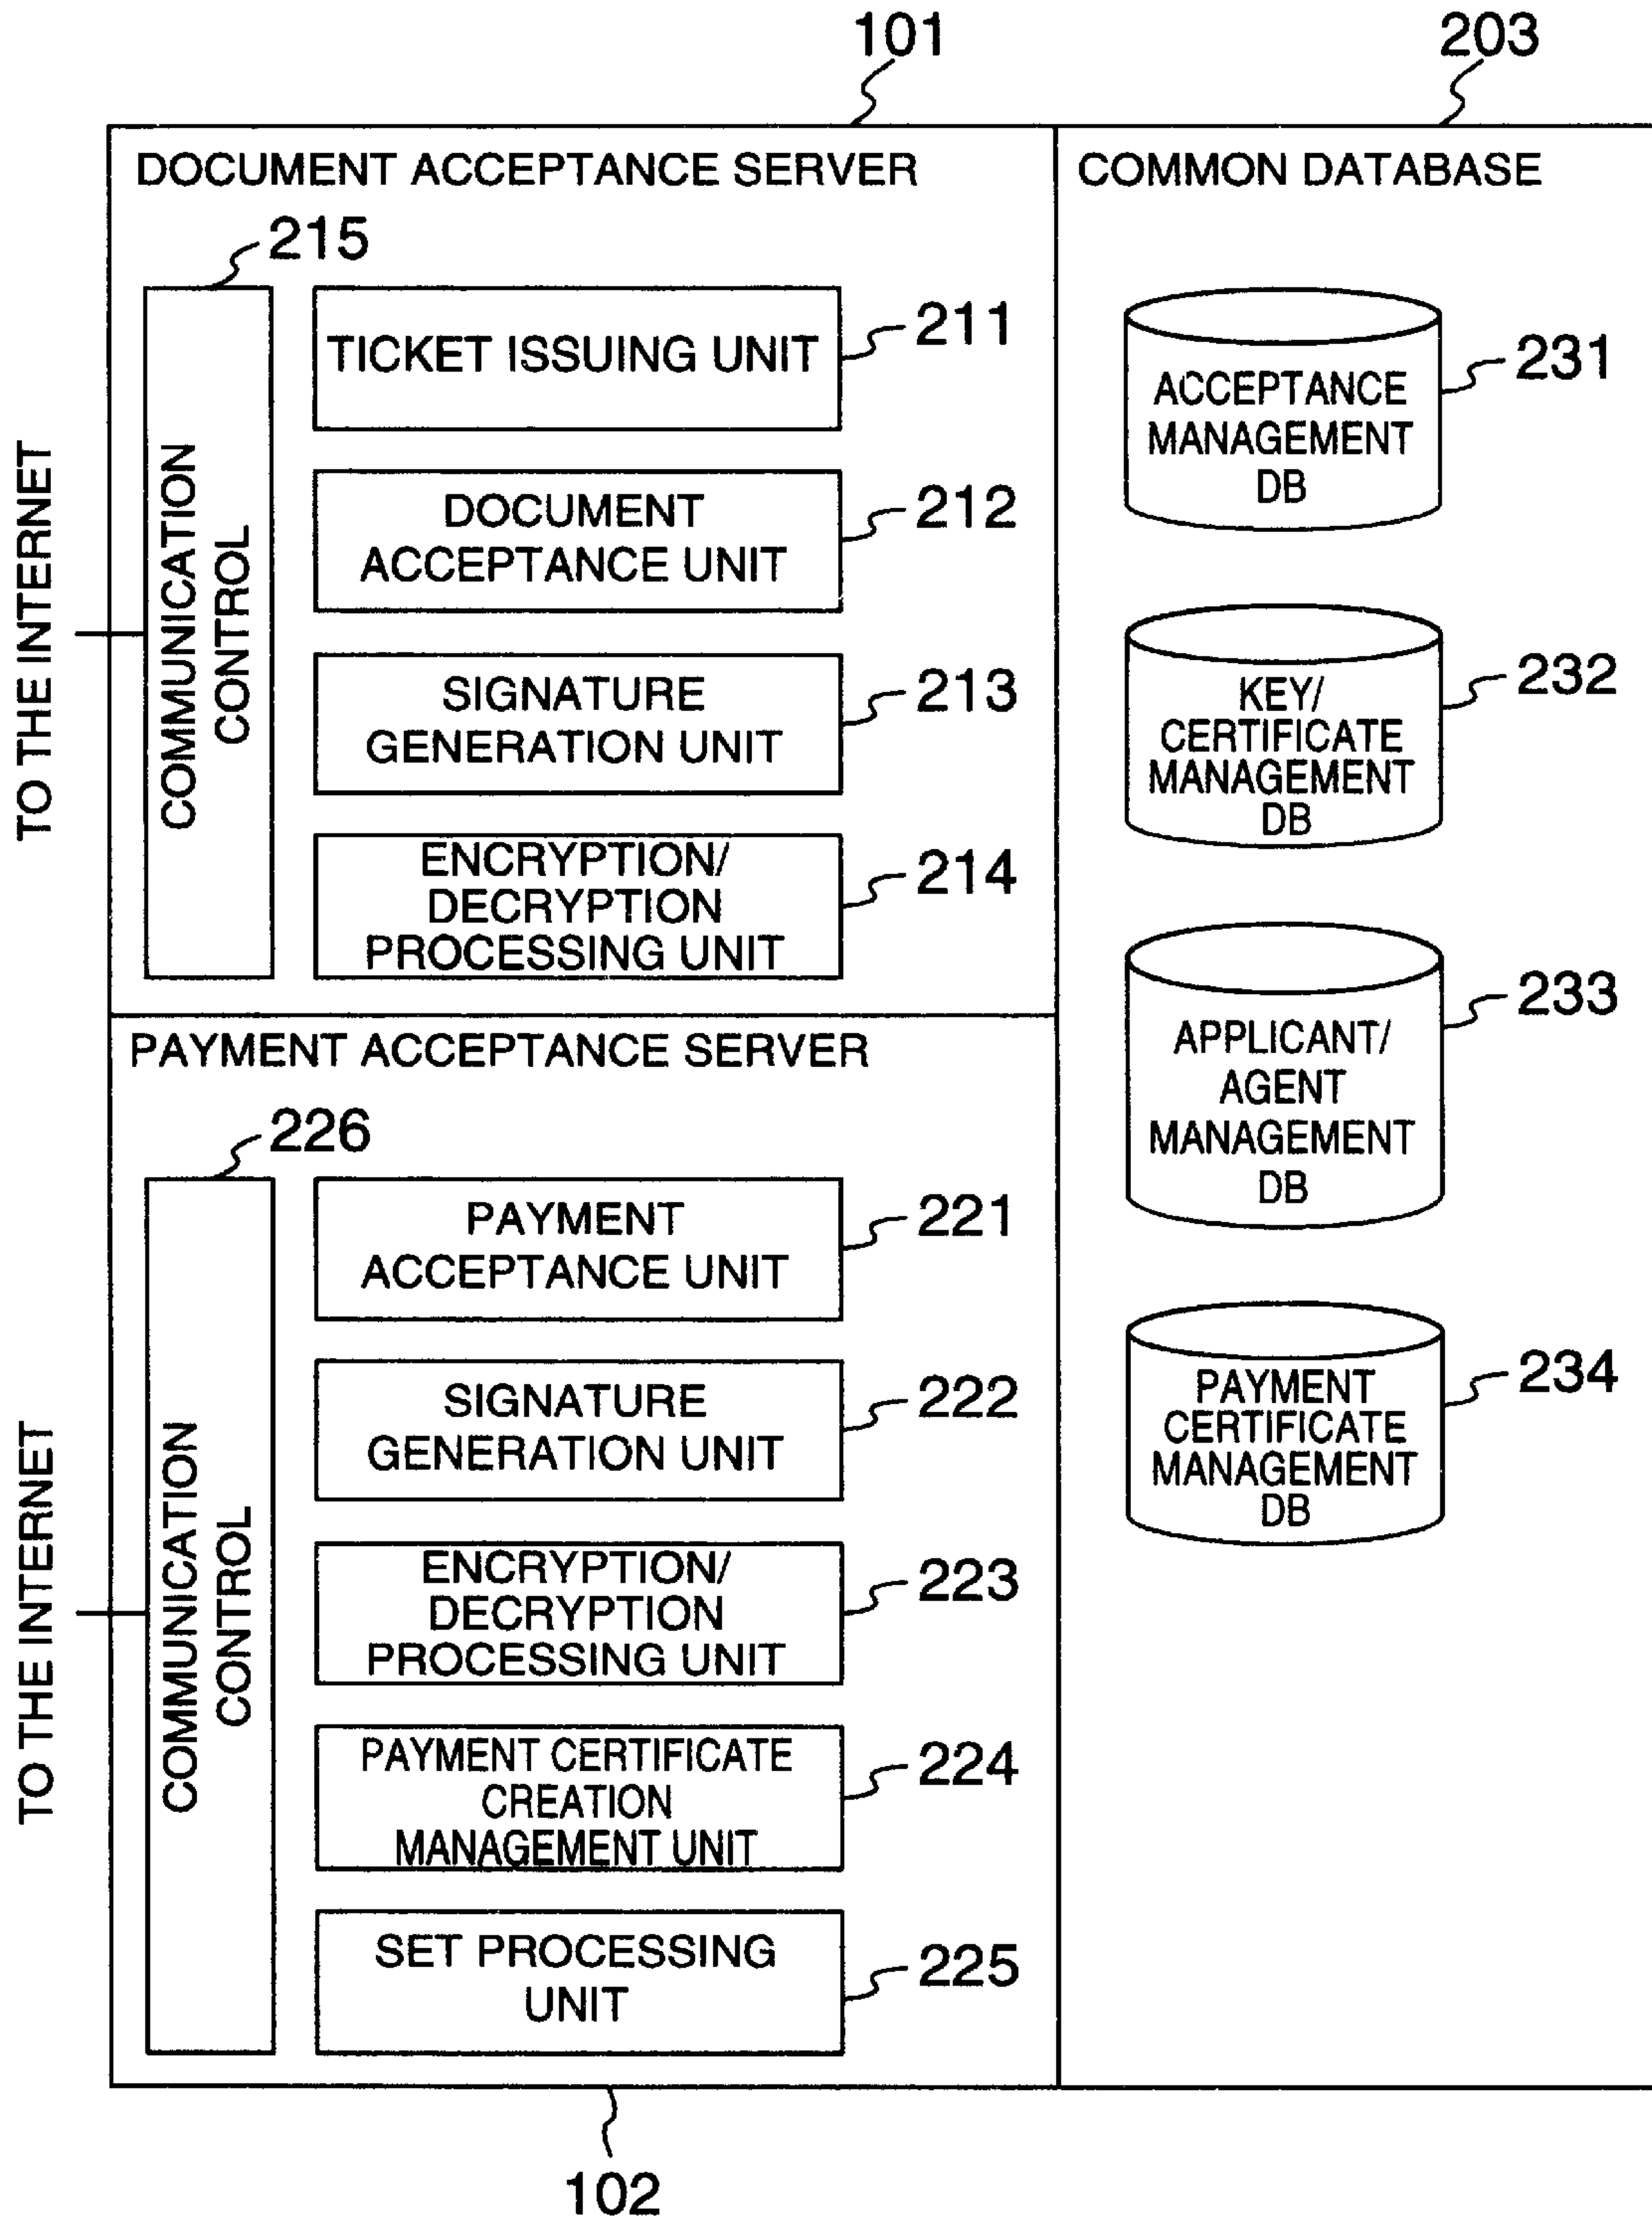 101
203
DOCUMENT ACCEPTANCE SERVER
215
COMMUNICATION
CONTROL
TO THE INTERNET
TICKET ISSUING UNIT
211
DOCUMENT
ACCEPTANCE UNIT
212
SIGNATURE
GENERATION UNIT
213
ENCRYPTION/
DECRYPTION
PROCESSING UNIT
214
PAYMENT ACCEPTANCE SERVER
226
COMMUNICATION
CONTROL
TO THE INTERNET
PAYMENT
ACCEPTANCE UNIT
221
SIGNATURE
GENERATION UNIT
222
ENCRYPTION/
DECRYPTION
PROCESSING UNIT
223
PAYMENT CERTIFICATE
CREATION
MANAGEMENT UNIT
224
SET PROCESSING
UNIT
225
102
COMMON DATABASE
ACCEPTANCE
MANAGEMENT
DB
231
KEY/
CERTIFICATE
MANAGEMENT
DB
232
APPLICANT/
AGENT
MANAGEMENT
DB
233
PAYMENT
CERTIFICATE
MANAGEMENT
DB
234